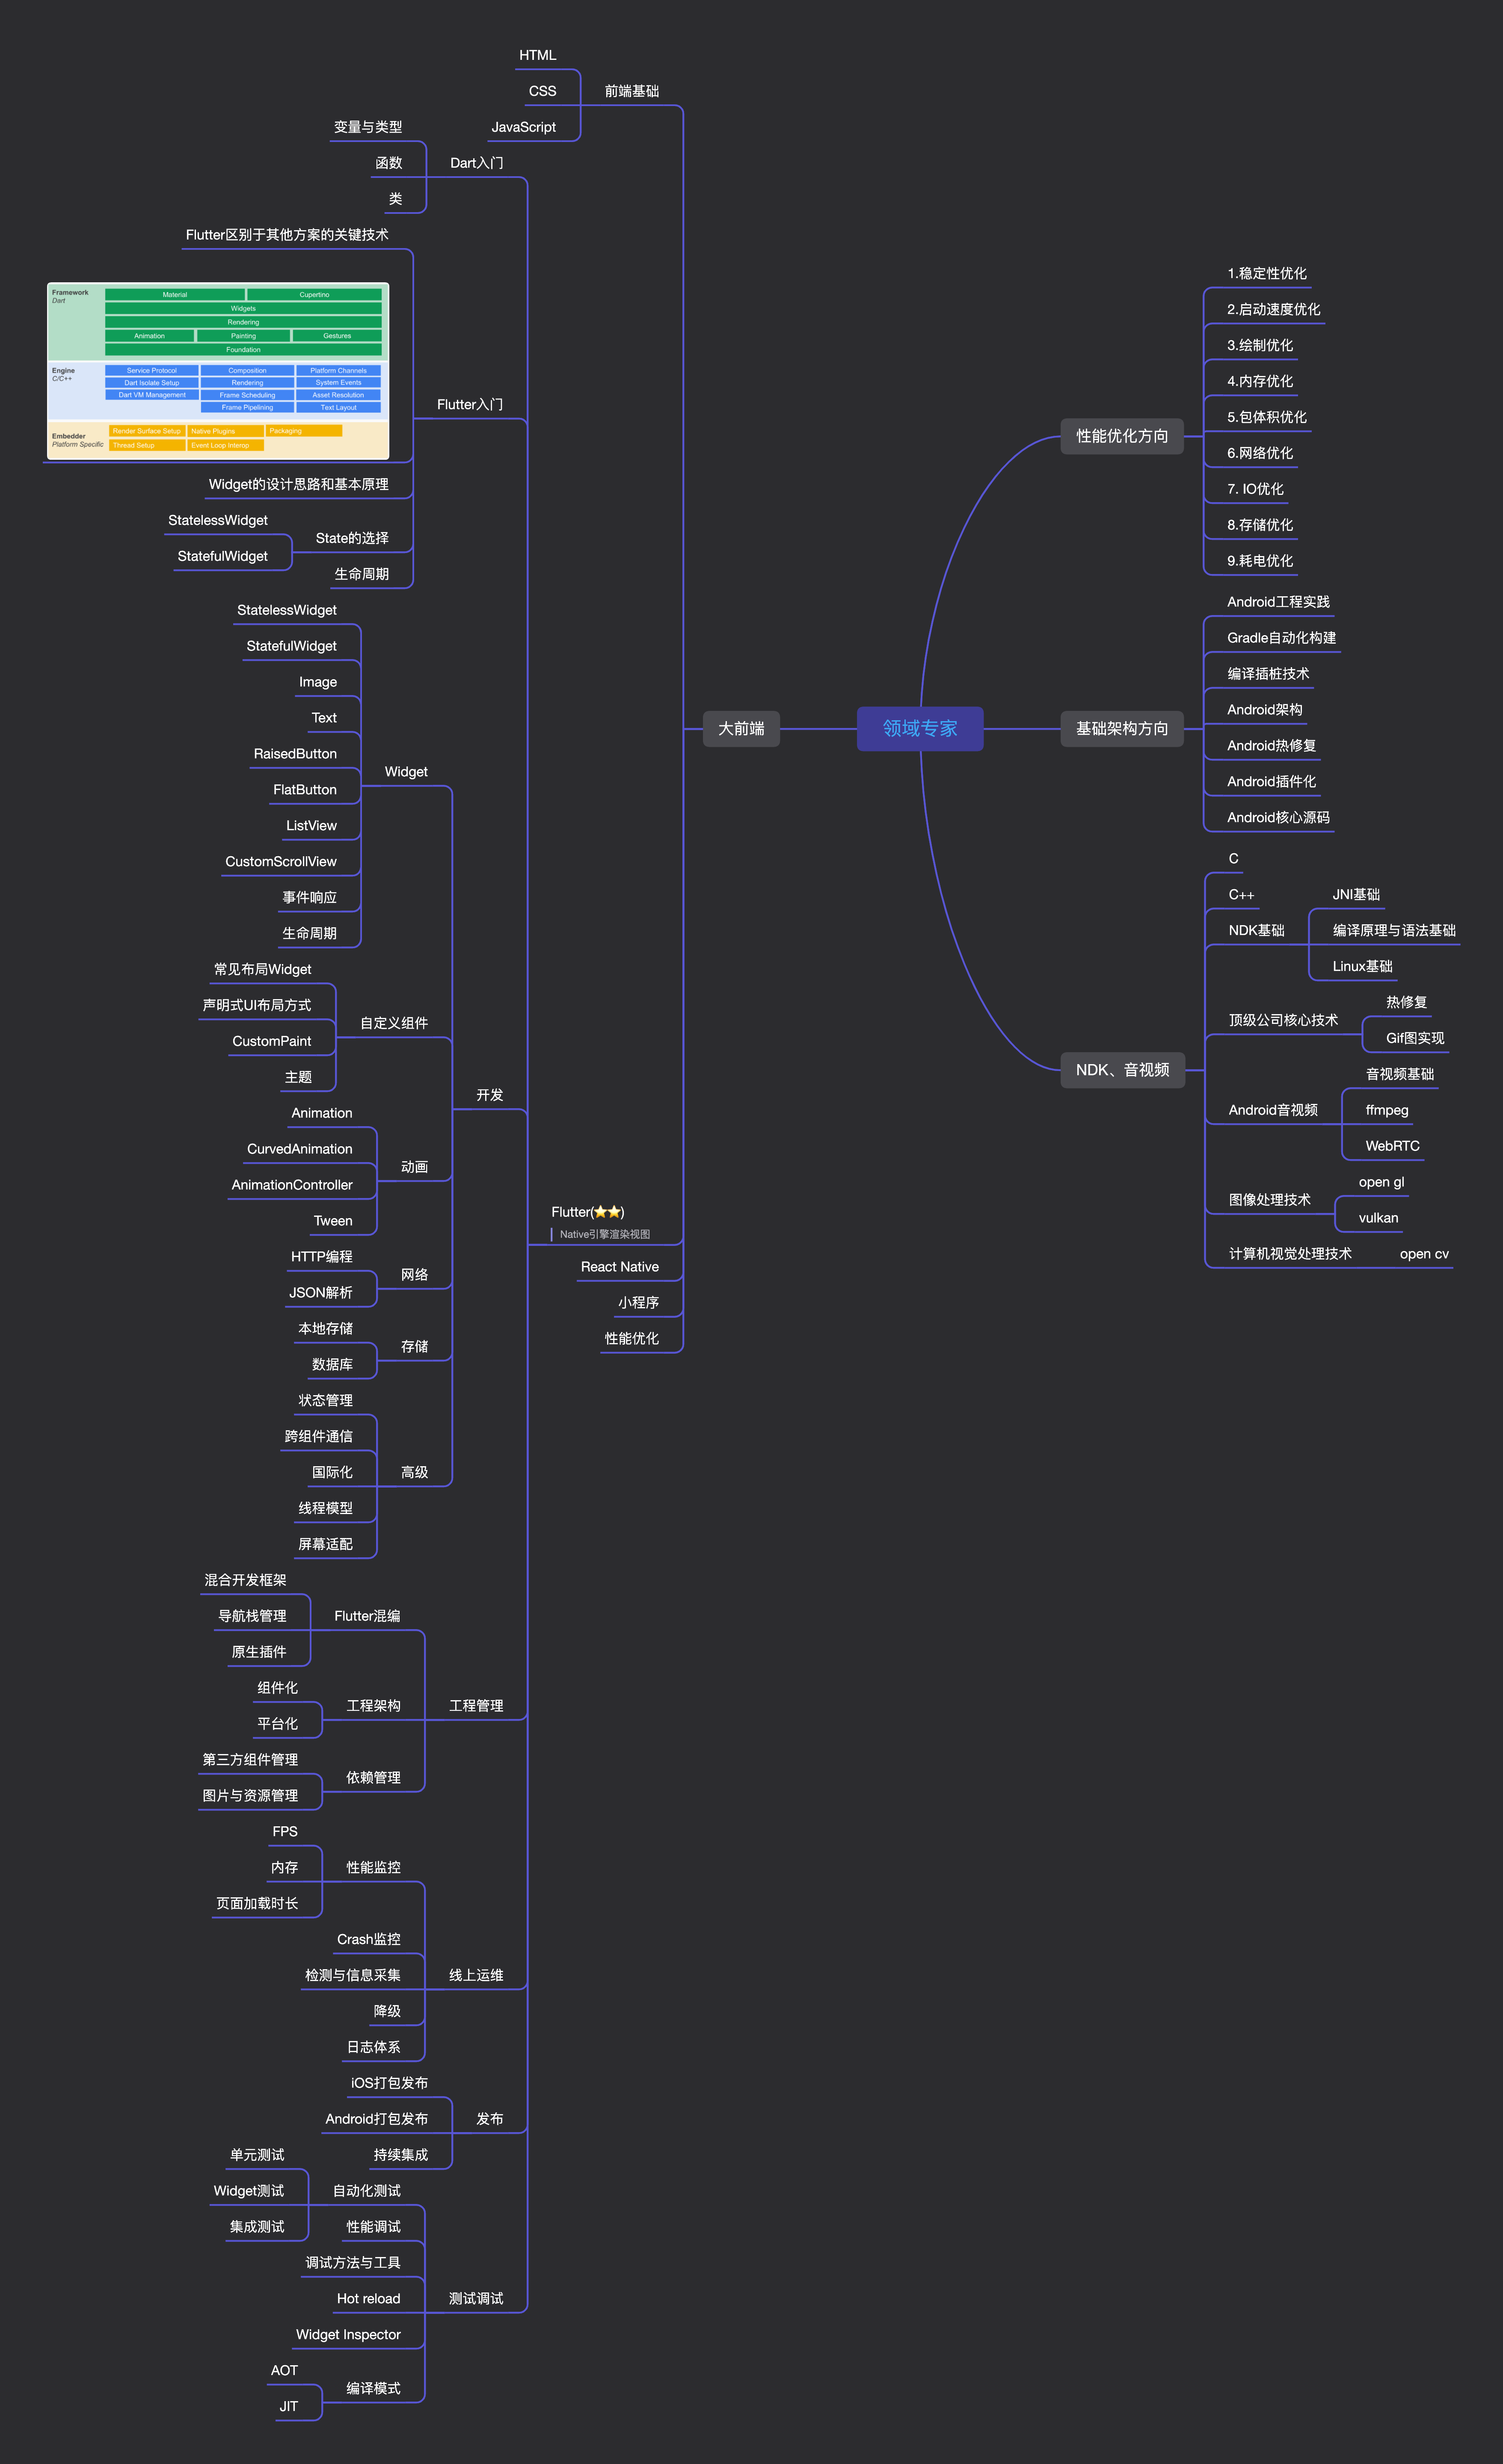 领域专家
性能优化方向
1.稳定性优化
2.启动速度优化
3.绘制优化
4.内存优化
5.包体积优化
6.网络优化
7. IO优化
8.存储优化
9.耗电优化
基础架构方向
Android工程实践
Gradle自动化构建
编译插桩技术
Android架构
Android热修复
Android插件化
Android核心源码
NDK、音视频
C
C++
NDK基础
JNI基础
编译原理与语法基础
Linux基础
顶级公司核心技术
热修复
Gif图实现
Android音视频
音视频基础
ffmpeg
WebRTC
图像处理技术
open gl
vulkan
计算机视觉处理技术
open cv
大前端
前端基础
HTML
CSS
JavaScript
Flutter(⭐⭐)
Native引擎渲染视图
Dart入门
变量与类型
函数
类
Flutter入门
Flutter区别于其他方案的关键技术
Framework
Dart
Material
Cupertino
Widgets
Rendering
Animation
Painting
Gestures
Foundation
Engine
C/C++
Service Protocol
Composition
Platform Channels
Dart Isolate Setup
Rendering
System Events
Dart VM Management
Frame Scheduling
Asset Resolution
Frame Pipelining
Text Layout
Embedder
Platform Specific
Render Surface Setup
Native Plugins
Packaging
Thread Setup
Event Loop Interop
Widget的设计思路和基本原理
State的选择
StatelessWidget
StatefulWidget
生命周期
开发
Widget
StatelessWidget
StatefulWidget
Image
Text
RaisedButton
FlatButton
ListView
CustomScrollView
事件响应
生命周期
自定义组件
常见布局Widget
声明式UI布局方式
CustomPaint
主题
动画
Animation
CurvedAnimation
AnimationController
Tween
网络
HTTP编程
JSON解析
存储
本地存储
数据库
高级
状态管理
跨组件通信
国际化
线程模型
屏幕适配
工程管理
Flutter混编
混合开发框架
导航栈管理
原生插件
工程架构
组件化
平台化
依赖管理
第三方组件管理
图片与资源管理
线上运维
性能监控
FPS
内存
页面加载时长
Crash监控
检测与信息采集
降级
日志体系
发布
iOS打包发布
Android打包发布
持续集成
测试调试
自动化测试
单元测试
Widget测试
集成测试
性能调试
调试方法与工具
Hot reload
Widget Inspector
编译模式
AOT
JIT
React Native
小程序
性能优化